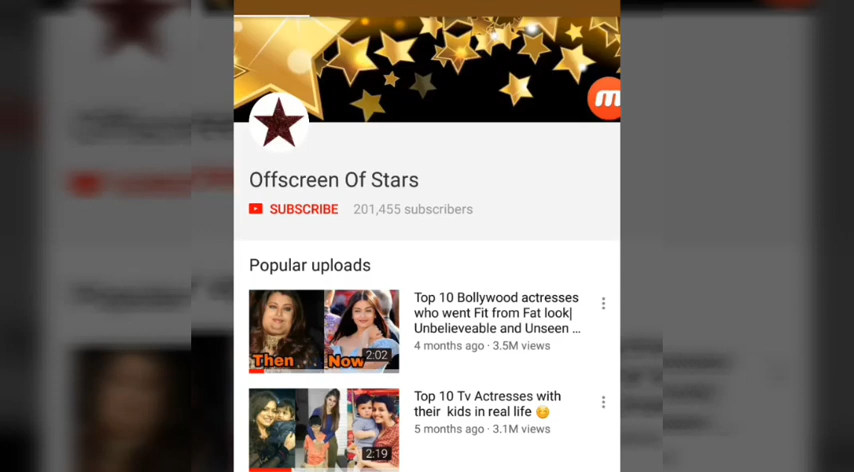 Offscreen Of Stars
SUBSCRIBE 201,455 subscribers
Popular uploads
Then Now 2:02
Top 10 Bollywood actresses
who went Fit from Fat look|
Unbelieveable and Unseen ...
4 months ago · 3.5M views
2:19
Top 10 Tv Actresses with
their kids in real life 😊
5 months ago · 3.1M views